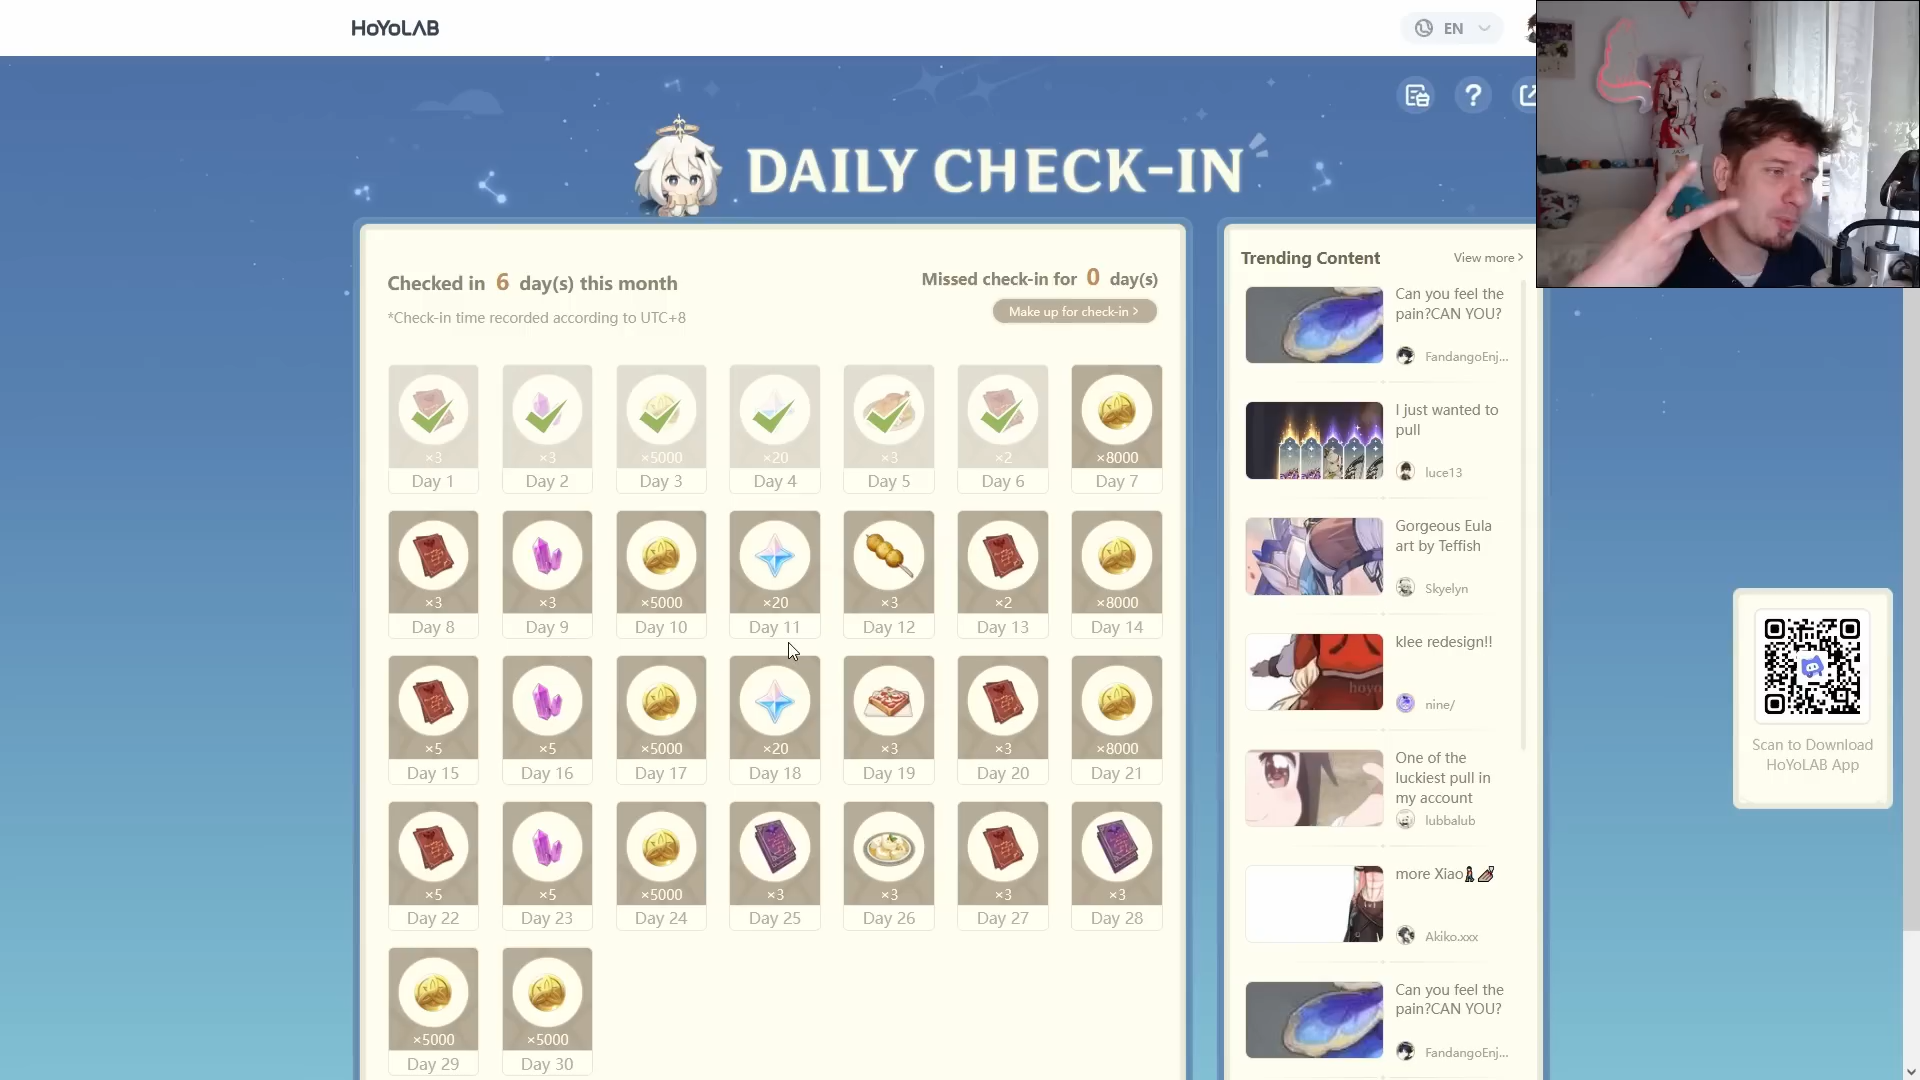 HoYoLAB
EN
?
DAILY CHECK-IN
Checked in 6 day(s) this month
Missed check-in for 0 day(s)
*Check-in time recorded according to UTC+8
Make up for check-in >
×3
×3
×5000
×20
×3
×2
×8000
Day 1
Day 2
Day 3
Day 4
Day 5
Day 6
Day 7
×3
×3
×5000
×20
×3
×2
×8000
Day 8
Day 9
Day 10
Day 11
Day 12
Day 13
Day 14
×5
×5
×5000
×20
×3
×3
×8000
Day 15
Day 16
Day 17
Day 18
Day 19
Day 20
Day 21
×5
×5
×5000
×3
×3
×3
×3
Day 22
Day 23
Day 24
Day 25
Day 26
Day 27
Day 28
×5000
×5000
Day 29
Day 30
Trending Content
View more >
Can you feel the
pain?CAN YOU?
FandangoEnj...
I just wanted to
pull
luce13
Gorgeous Eula
art by Teffish
Skyelyn
klee redesign!!
hoyo
nine/
One of the
luckiest pull in
my account
lubbalub
more Xiao
Akiko.xxx
Can you feel the
pain?CAN YOU?
FandangoEnj...
Scan to Download
HoYoLAB App